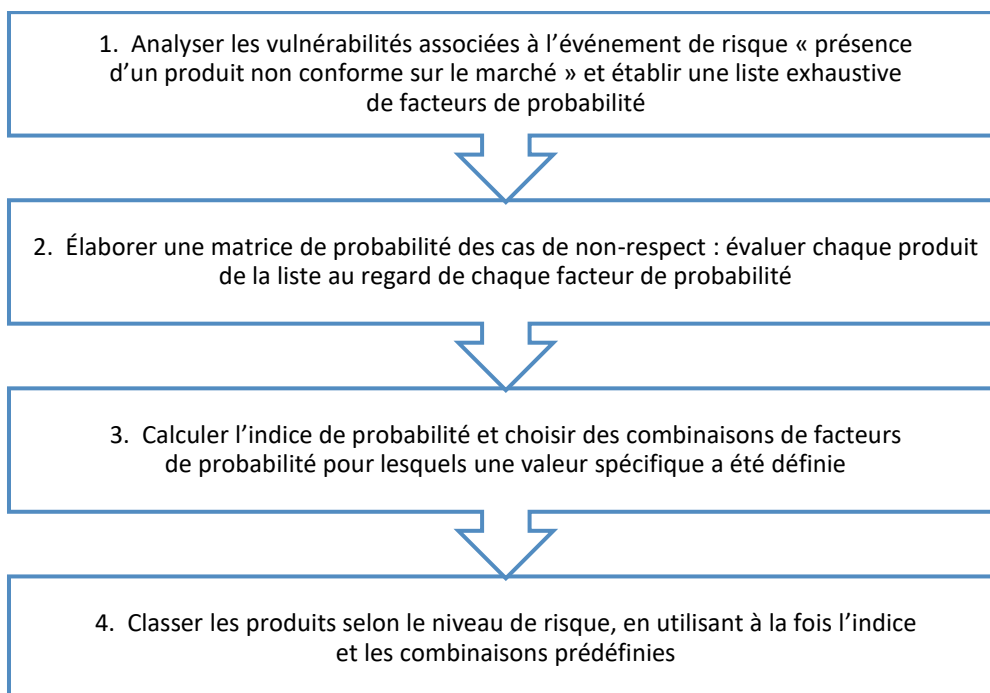 1. Analyser les vulnérabilités associées à l’événement de risque « présence
d’un produit non conforme sur le marché » et établir une liste exhaustive
de facteurs de probabilité
2. Élaborer une matrice de probabilité des cas de non-respect : évaluer chaque produit
de la liste au regard de chaque facteur de probabilité
3. Calculer l’indice de probabilité et choisir des combinaisons de facteurs
de probabilité pour lesquels une valeur spécifique a été définie
4. Classer les produits selon le niveau de risque, en utilisant à la fois l’indice
et les combinaisons prédéfinies